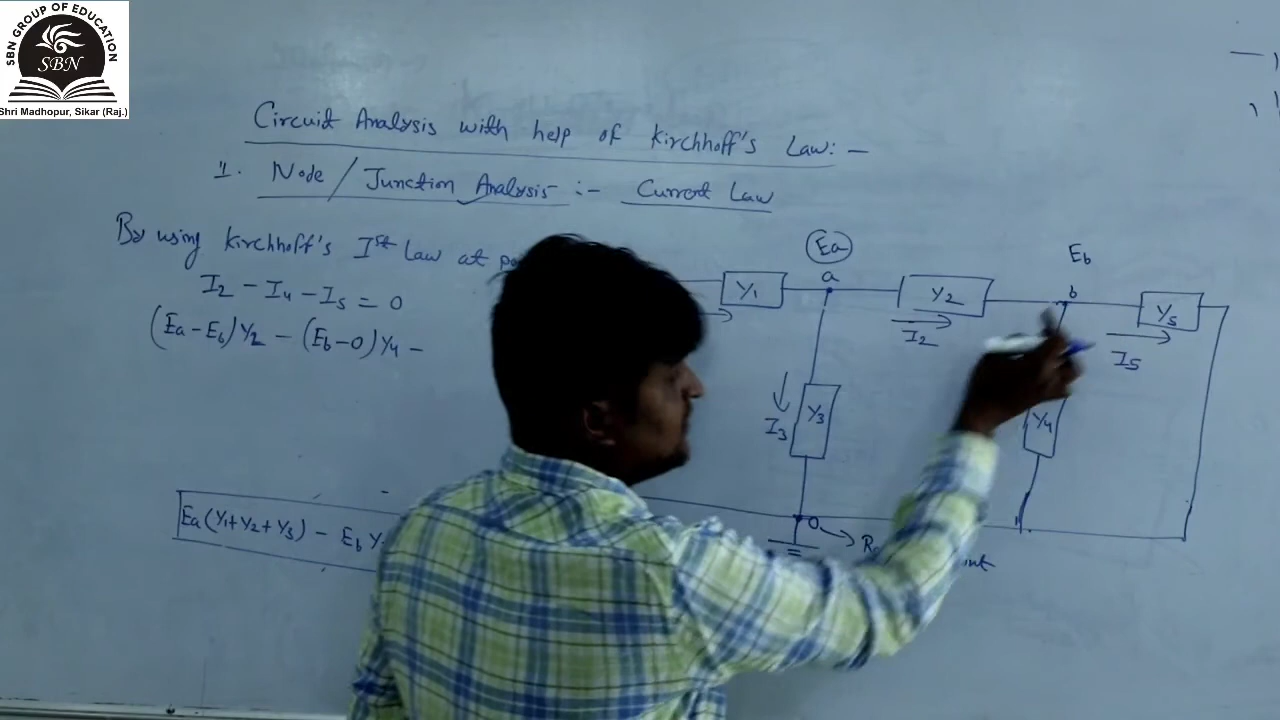 SBN GROUP OF EDUCATION
SBN
Shri Madhopur, Sikar (Raj.)
Circuit Analysis with help of Kirchhoff's Law:-
1. Node / Junction Analysis :- Current Law
By using Kirchhoff's Ist Law at
I2 - I4 - I5 = 0
(Ea - Eb)Y2 - (Eb - 0)Y4 -
Ea(Y1+Y2+Y3) - Eb
Ea
Eb
a
b
Y1
Y2
Y5
I2
I5
I3
Y3
Y4
0